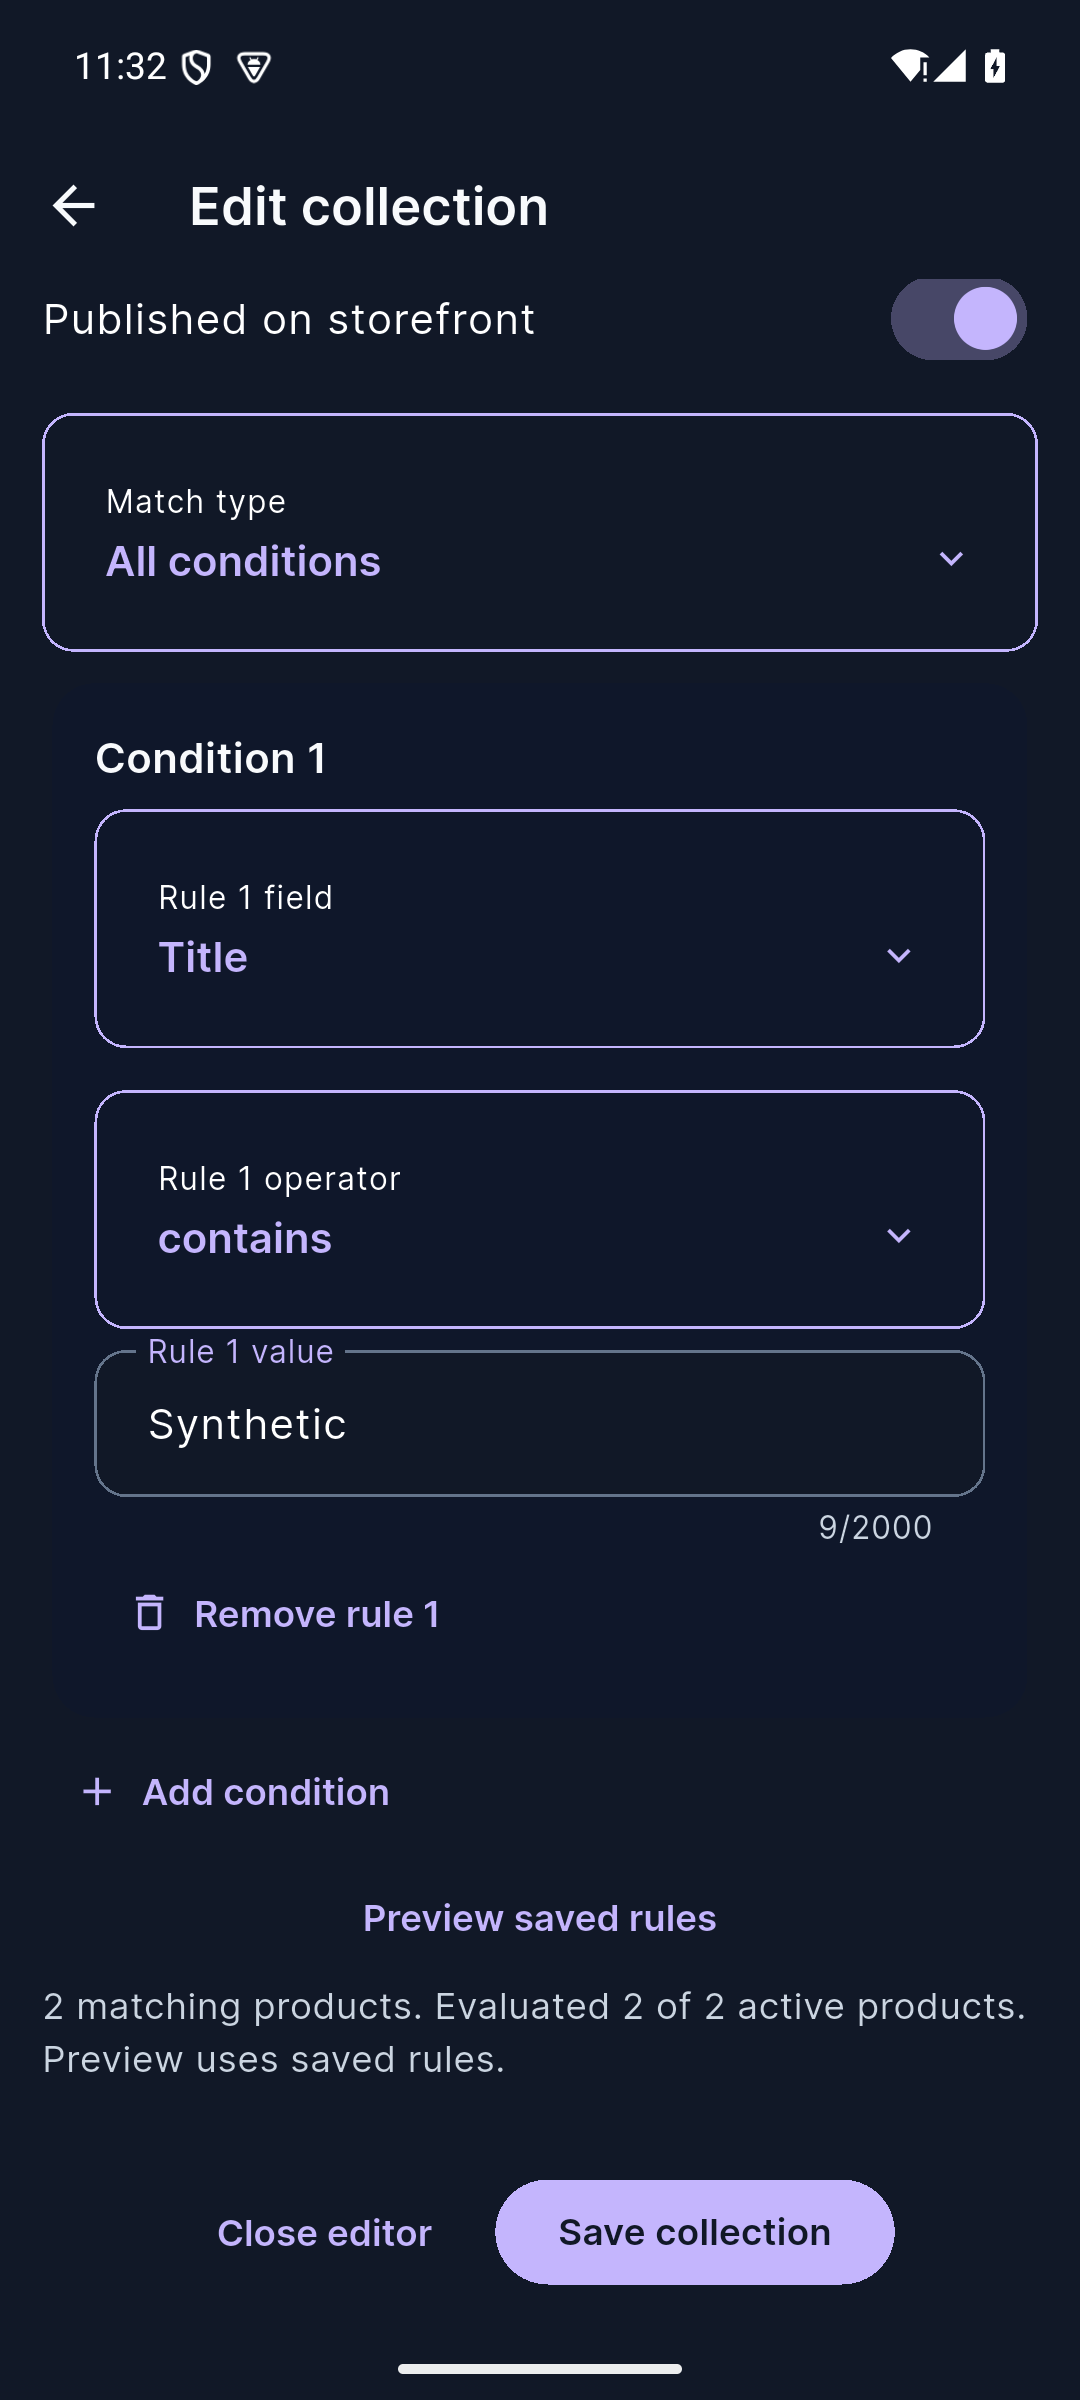 11:32
Edit collection
Published on storefront
Match type
All conditions
Condition 1
Rule 1 field
Title
Rule 1 operator
contains
Rule 1 value
Synthetic
9/2000
Remove rule 1
Add condition
Preview saved rules
2 matching products. Evaluated 2 of 2 active products.
Preview uses saved rules.
Close editor
Save collection